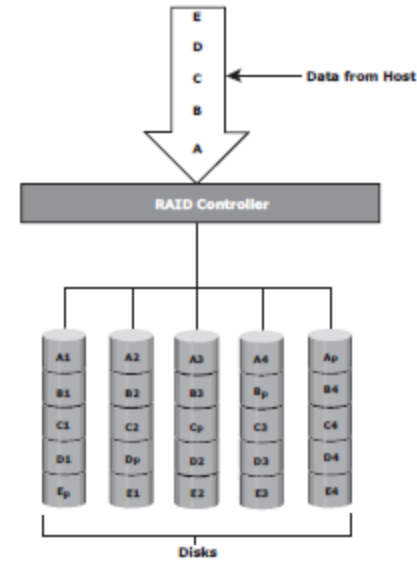 E
D
C
B
A
Data from Host
RAID Controller
A1 A2 A3 A4 Ap
B1 B2 B3 Bp B4
C1 C2 Cp C3 C4
D1 Dp D2 D3 D4
Ep E1 E2 E3 E4
Disks